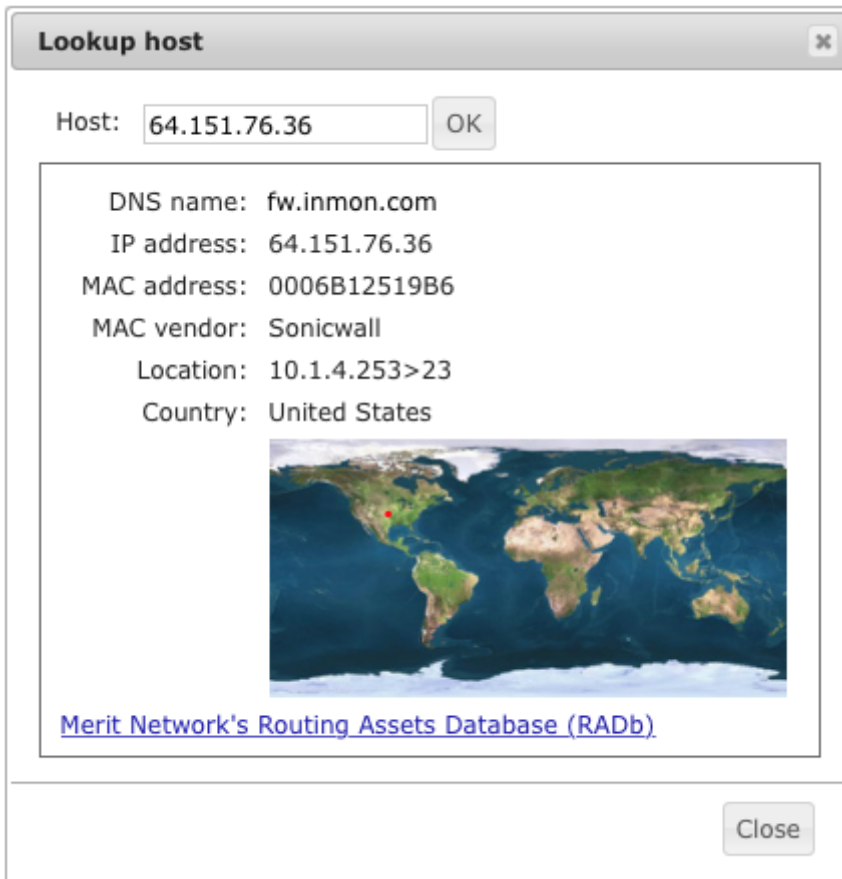 Lookup host
Host: 64.151.76.36 OK
DNS name: fw.inmon.com
IP address: 64.151.76.36
MAC address: 0006B12519B6
MAC vendor: Sonicwall
Location: 10.1.4.253>23
Country: United States
Merit Network's Routing Assets Database (RADb)
Close